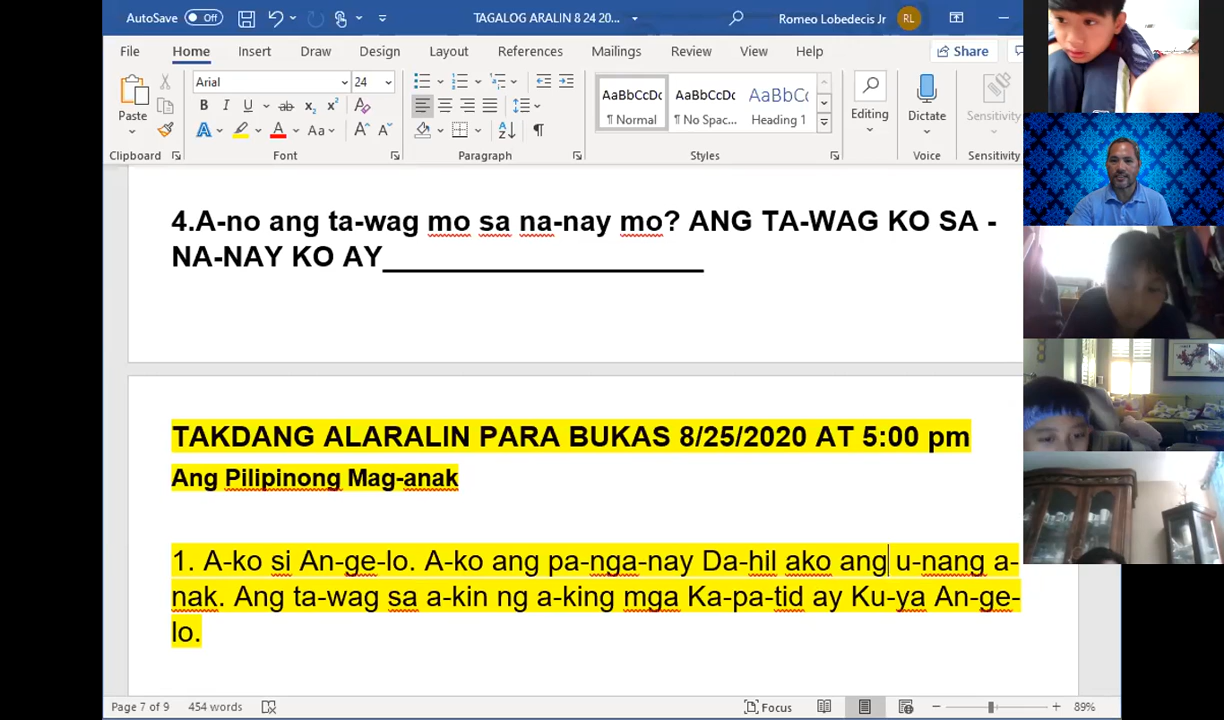 AutoSave Off TAGALOG ARALIN 8 24 20... Romeo Lobedecis Jr RL
File Home Insert Draw Design Layout References Mailings Review View Help Share
Arial 24 AaBbCcDc AaBbCcDc AaBbCc
Paste ¶ Normal ¶ No Spac... Heading 1 Editing Dictate Sensitivity
Clipboard Font Paragraph Styles Voice Sensitivity
4.A-no ang ta-wag mo sa na-nay mo? ANG TA-WAG KO SA -
NA-NAY KO AY____________________
TAKDANG ALARALIN PARA BUKAS 8/25/2020 AT 5:00 pm
Ang Pilipinong Mag-anak
1. A-ko si An-ge-lo. A-ko ang pa-nga-nay Da-hil ako ang u-nang a-
nak. Ang ta-wag sa a-kin ng a-king mga Ka-pa-tid ay Ku-ya An-ge-
lo.
Page 7 of 9 454 words Focus 89%